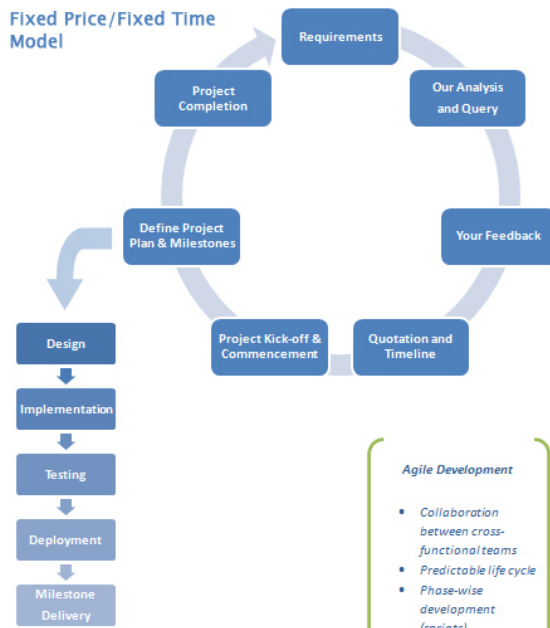 Fixed Price/Fixed Time
Model
Requirements
Our Analysis
and Query
Your Feedback
Quotation and
Timeline
Project Kick-off &
Commencement
Define Project
Plan & Milestones
Project
Completion
Design
Implementation
Testing
Deployment
Milestone
Delivery
Agile Development
• Collaboration
between cross-
functional teams
• Predictable life cycle
• Phase-wise
development
(sprints)